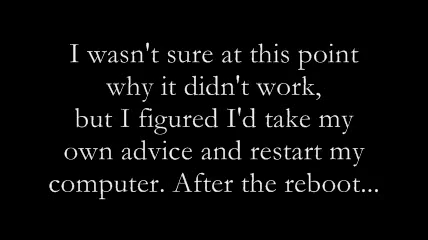 I wasn't sure at this point
why it didn't work,
but I figured I'd take my
own advice and restart my
computer. After the reboot...